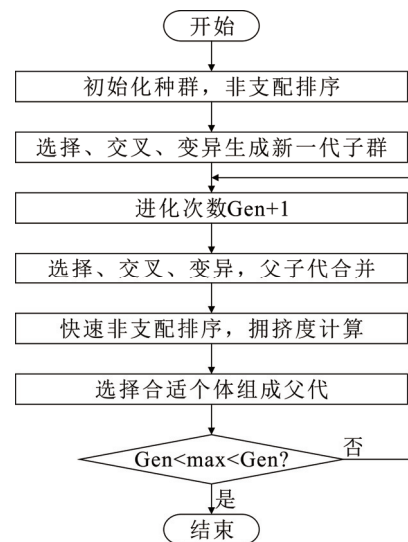 开始
初始化种群，非支配排序
选择、交叉、变异生成新一代子群
进化次数Gen+1
选择、交叉、变异，父子代合并
快速非支配排序，拥挤度计算
选择合适个体组成父代
Gen<max<Gen?
否
是
结束